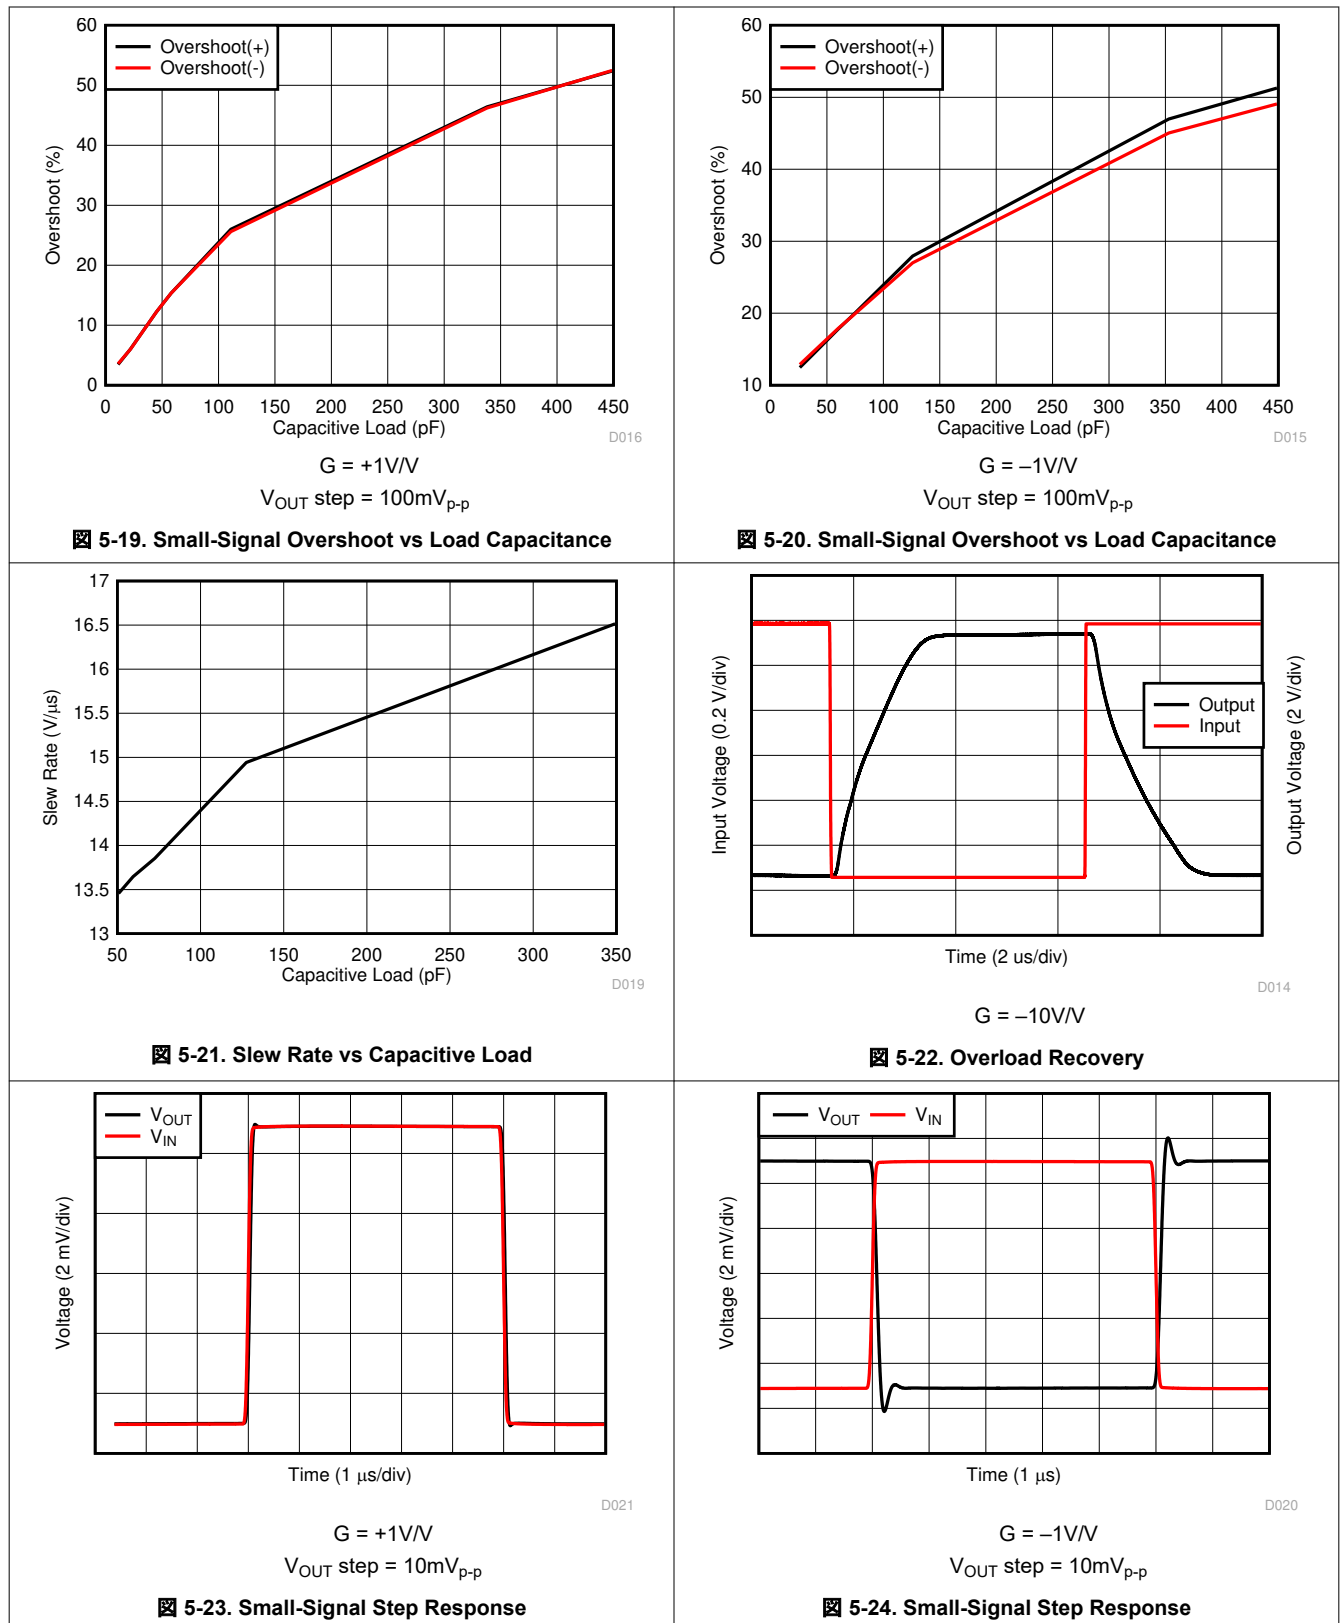 60
50
40
30
20
10
0
Overshoot (%)
Overshoot(+)
Overshoot(-)
0 50 100 150 200 250 300 350 400 450
Capacitive Load (pF)
D016
G = +1V/V
VOUT step = 100mVp-p
図 5-19. Small-Signal Overshoot vs Load Capacitance
60
50
40
30
20
10
Overshoot (%)
Overshoot(+)
Overshoot(-)
0 50 100 150 200 250 300 350 400 450
Capacitive Load (pF)
D015
G = –1V/V
VOUT step = 100mVp-p
図 5-20. Small-Signal Overshoot vs Load Capacitance
17
16.5
16
15.5
15
14.5
14
13.5
13
Slew Rate (V/µs)
50 100 150 200 250 300 350
Capacitive Load (pF)
D019
図 5-21. Slew Rate vs Capacitive Load
Input Voltage (0.2 V/div)
Output
Input
Output Voltage (2 V/div)
Time (2 us/div)
D014
G = –10V/V
図 5-22. Overload Recovery
VOUT
VIN
Voltage (2 mV/div)
Time (1 µs/div)
D021
G = +1V/V
VOUT step = 10mVp-p
図 5-23. Small-Signal Step Response
VOUT VIN
Voltage (2 mV/div)
Time (1 µs)
D020
G = –1V/V
VOUT step = 10mVp-p
図 5-24. Small-Signal Step Response